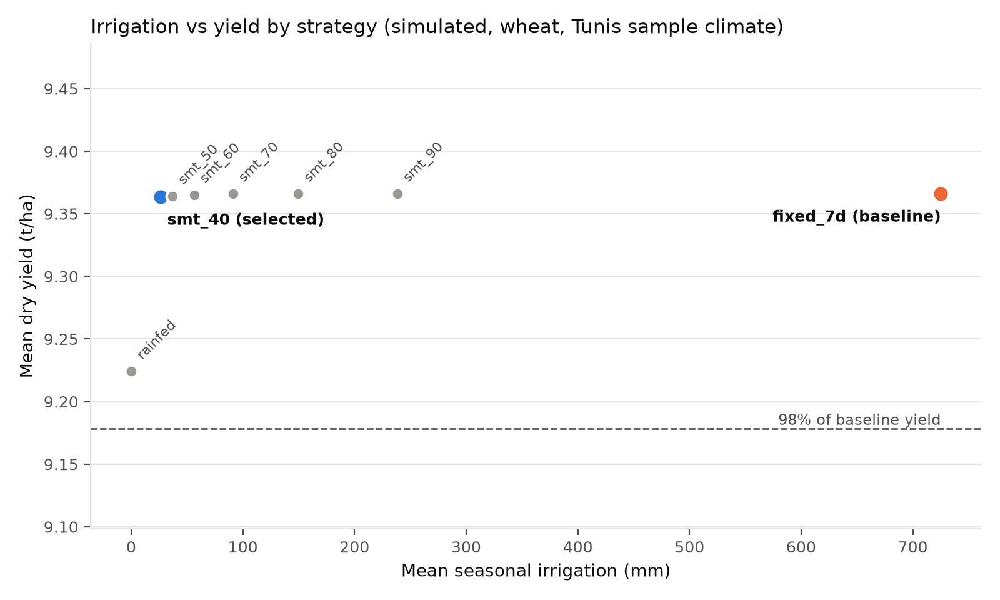 Irrigation vs yield by strategy (simulated, wheat, Tunis sample climate)
Mean dry yield (t/ha)
9.45
9.40
9.35
9.30
9.25
9.20
9.15
9.10
smt_50
smt_60
smt_70
smt_80
smt_90
smt_40 (selected)
fixed_7d (baseline)
rainfed
98% of baseline yield
0 100 200 300 400 500 600 700
Mean seasonal irrigation (mm)